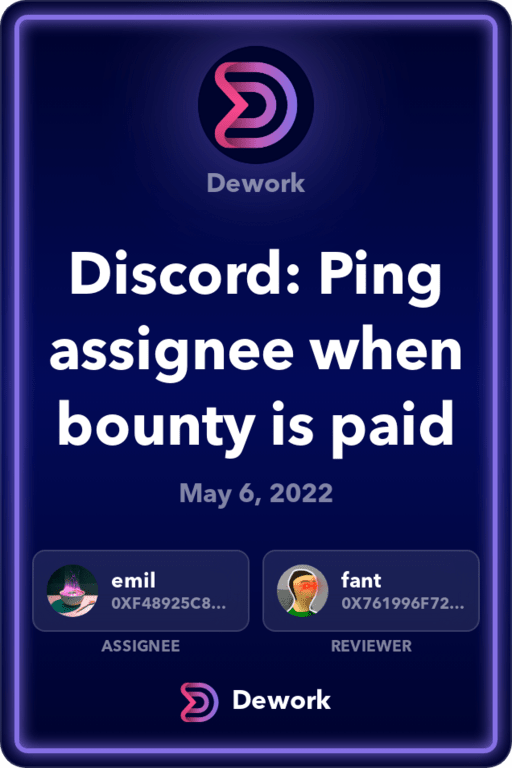 Dework
Discord: Ping
assignee when
bounty is paid
May 6, 2022
emil
0XF48925C8...
ASSIGNEE
fant
0X761996F72...
REVIEWER
Dework